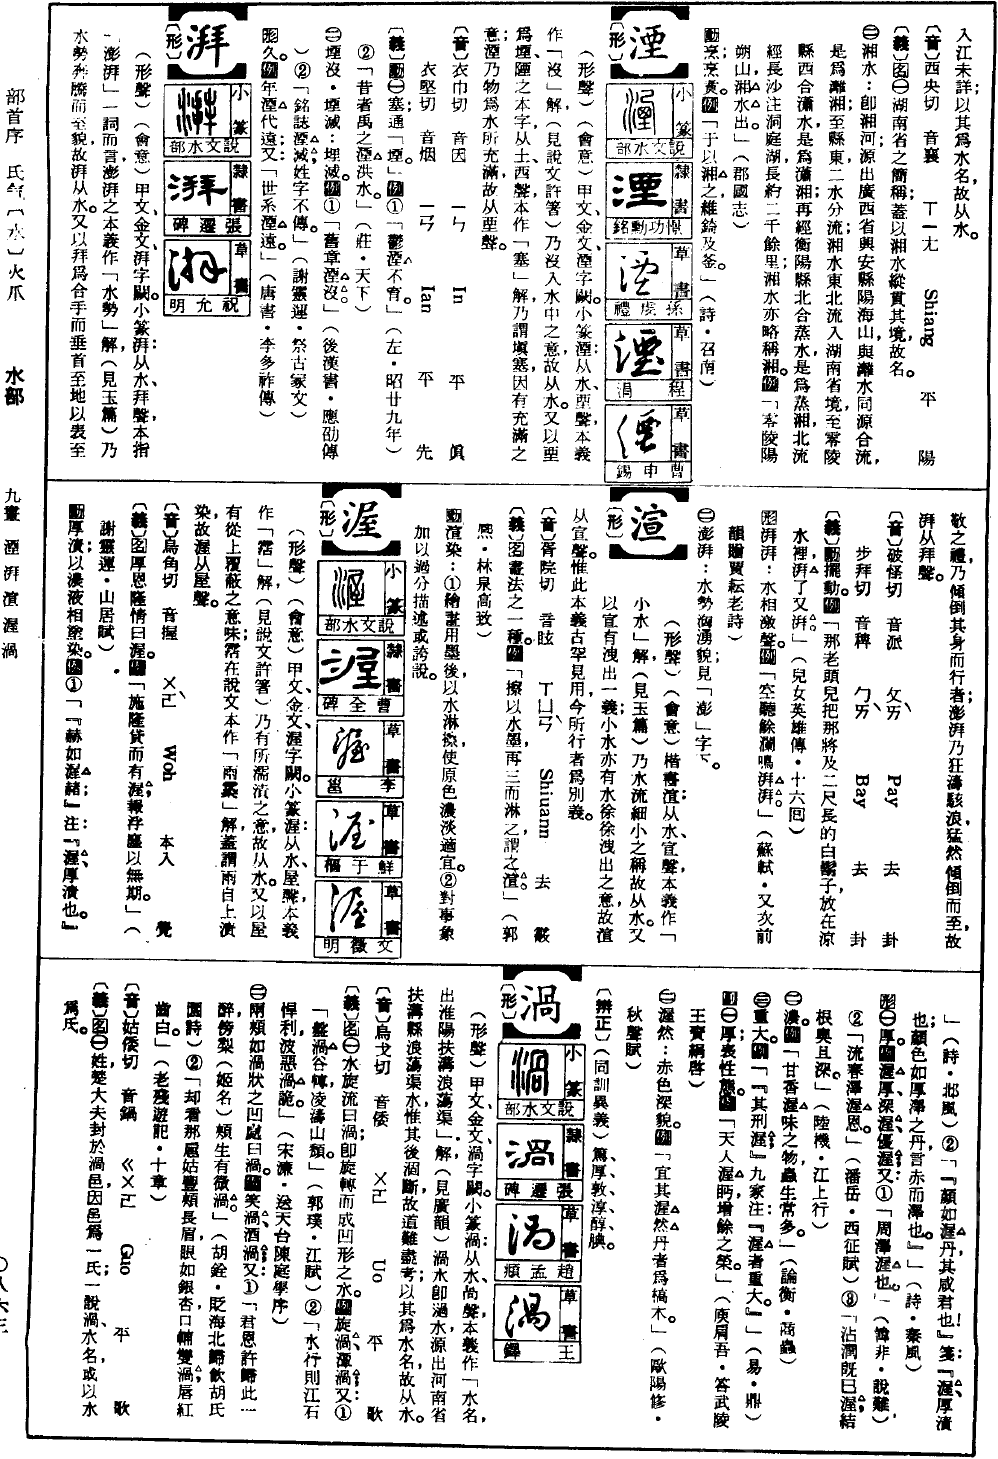 入江未詳以其爲水名故从水。
〔音〕西央切 音襄 ㄒㄧㄤ Shiang 平 陽
〔義〕名㊀湖南省之簡稱蓋以湘水縱貫其境故名。
㊁湘水：卽湘河源出廣西省興安縣陽海山與灕水同源合流，
是爲灕湘；至縣東二水分流湘水東北流入湖南省境至零陵
縣西合瀟水是爲瀟湘；再經衡陽縣北合蒸水是爲蒸湘北流
經長沙注洞庭湖長約二千餘里湘水亦略稱湘。例「零陵陽
朔山湘水出。」（郡國志）
動烹；烹煑。例「于以湘之維錡及釜。」（詩・召南）
湮
〔形〕
小篆 說文水部
隸書
草書 孫虔禮
草書 程涓
草書 曹申錫
（形聲）（會意）甲文、金文湮字闕。小篆湮：从水、垔聲，本義
作「沒」解（見說文許箸）乃沒入水中之意故从水。又以垔
爲堙陻之本字从土、西聲，本作「塞」解乃謂塡塞因有充滿之
意湮乃物爲水所充滿故从垔聲。
〔音〕衣巾切 音因 ㄧㄣ In 平 眞
衣堅切 音烟 ㄧㄢ Ian 平 先
〔義〕動㊀塞通「堙」。例①「鬱湮不育。」（左・昭廿九年）
②「昔者禹之湮洪水。」（莊・天下）
㊁堙沒・堙滅：埋滅。例①「舊章湮沒。」（後漢書・應劭傳
）②「銘誌湮滅姓字不傳。」（謝靈運・祭古冢文）
形久。例年湮代遠；又：「世系湮遠。」（唐書・李多祚傳）
湃
〔形〕
小篆 說文水部
隸書 張遷碑
草書 祝允明
（形聲）（會意）甲文、金文湃字闕。小篆湃：从水、拜聲，本指
「澎湃」一詞而言澎湃之本義作「水勢」解（見玉篇）乃
水勢奔騰而至貌故湃从水。又以拜爲合手而垂首至地以表至
敬之禮乃傾倒其身而行者；澎湃乃狂濤駭浪猛然傾倒而至故
湃从拜聲。
〔音〕破怪切 音派 ㄆㄞˋ Pay 去 卦
步拜切 音稗 ㄅㄞˋ Bay 去 卦
〔義〕動擺動。例「那老頭兒把那將及二尺長的白鬍子放在涼
水裡湃了又湃。」（兒女英雄傳・十六囘）
形湃湃：水相激聲。例「空聽餘瀾鳴湃湃。」（蘇軾・又次前
韻贈賈耘老詩）
㊁澎湃：水勢洶湧貌見「澎」字下。
渲
〔形〕
（形聲）（會意）楷書渲从水、宣聲，本義作「
小水」解（見玉篇）乃水流細小之稱故从水。又
以宣有洩出一義小水亦有水徐徐洩出之意故渲
从宣聲。惟此本義古罕見用今所行者爲別義。
〔音〕胥院切 音眩 ㄒㄩㄢˋ Shiuann 去 霰
〔義〕名畫法之一種。例「擦以水墨再三而淋之謂之渲。」（郭
熙・林泉高致）
動渲染：①繪畫用墨後以水淋擦使原色濃淡適宜。②對事象
加以過分描述或誇說。
渥
〔形〕
小篆 說文水部
隸書 曹全碑
草書 李邕
草書 鮮于樞
草書 文徵明
（形聲）（會意）甲文、金文渥字闕。小篆渥：从水、屋聲，本義
作「霑」解（見說文許箸）乃有所濡漬之意故从水。又以屋
有從上覆蔽之意味霑在說文本作「雨䨙」解蓋謂雨自上漬
染故渥从屋聲。
〔音〕烏角切 音握 ㄨㄛˋ Woh 本入 覺
〔義〕名厚恩隆情曰渥。例「施隆貸而有渥報浮塵以無期。」（
謝靈運・山居賦）
動厚漬；以濃液相塗染。例①「『赫如渥赭』注：『渥，厚漬也。』
」（詩・邶風）②「『顏如渥丹，其咸君也！』箋：『渥，厚漬
也；顏色如厚漬之丹言赤而澤也。』」（詩・秦風）
形㊀厚。例渥厚、深渥、優渥；又：①「周澤渥也。」（韓非・說難）
②「流春澤之渥恩。」（潘岳・西征賦）③「沾潤旣已渥結
根奧且深。」（陸機・江上行）
㊁濃。例「甘香渥味之物蟲生常多。」（論衡・商蟲）
㊂重大。例「『其刑渥』九家注：『渥者重大。』」（易・鼎）
副㊀厚；表性態。例「天人渥眄，增餘之榮。」（庾肩吾・答武陵
王賚絹啓）
㊁渥然：赤色深貌。例「宜其渥然丹者爲槁木。」（歐陽修・
秋聲賦）
〔辨正〕（同訓異義）篤、厚、敦、淳、醇、腆。
渦
〔形〕
小篆 說文水部
隸書 張遷碑
草書 趙孟頫
草書 王鐸
（形聲）甲文、金文渦字闕。小篆渦：从水、咼聲，本義作「水名，
出淮陽扶溝浪蕩渠」解（見廣韻）渦水卽過水源出河南省
扶溝縣浪蕩渠水惟其後涸斷故道難盡考；以其爲水名故从水。
〔音〕烏戈切 音倭 ㄨㄛ Uo 平 歌
〔義〕名㊀水旋流曰渦；卽旋轉而成凹形之水。例旋渦、渾渦；又：①
「盤渦谷轉凌濤山頽。」（郭璞・江賦）②「水行則江石
悍利波惡渦詭。」（宋濂・送天台陳庭學序）
㊁兩頰如渦狀之凹處曰渦。例笑渦、酒渦；又：①「君恩許歸此一
醉傍梨（姬名）頰生有微渦。」（胡銓・貶海北歸飮胡氏
園詩）②「却看那扈姑豐頰長眉眼如銀杏口輔雙渦唇紅
齒白。」（老殘遊記・十章）
〔音〕姑倭切 音鍋 ㄍㄨㄛ Guo 平 歌
〔義〕名㊀姓楚大夫封於渦邑因邑爲氏；一說渦水名或以水
爲氏。
部首序 氏气〔水〕火爪 水部 九畫 湮湃渲渥渦 〇八六三